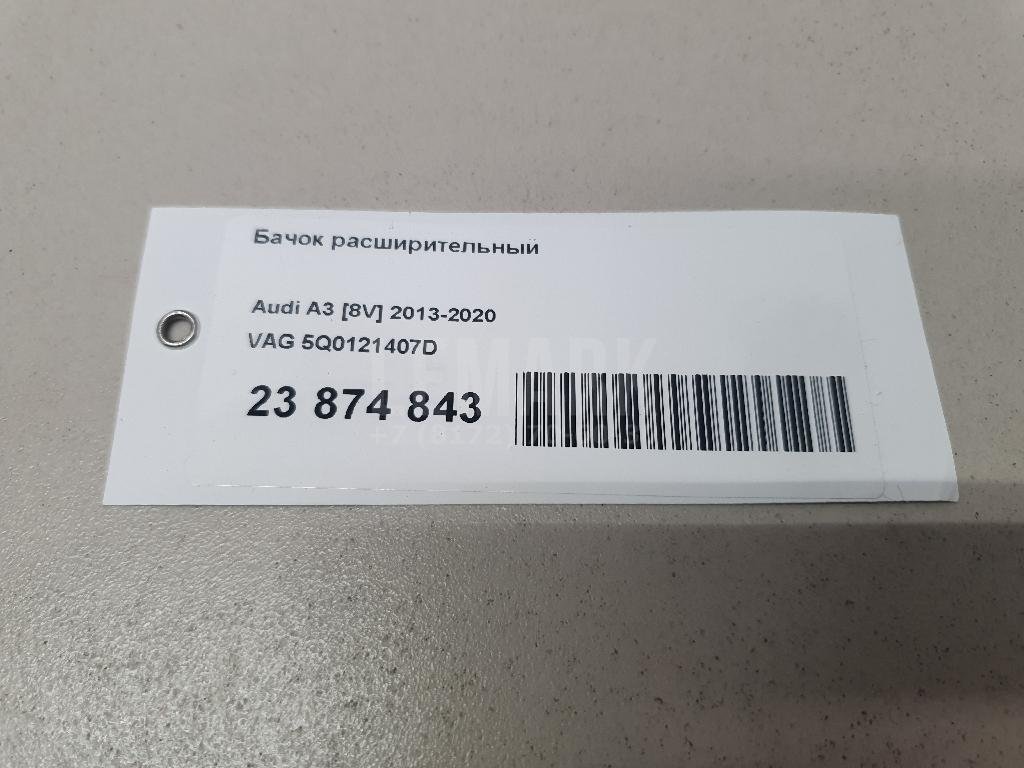 Бачок расширительный
Audi A3 [8V] 2013-2020
VAG 5Q0121407D
23 874 843